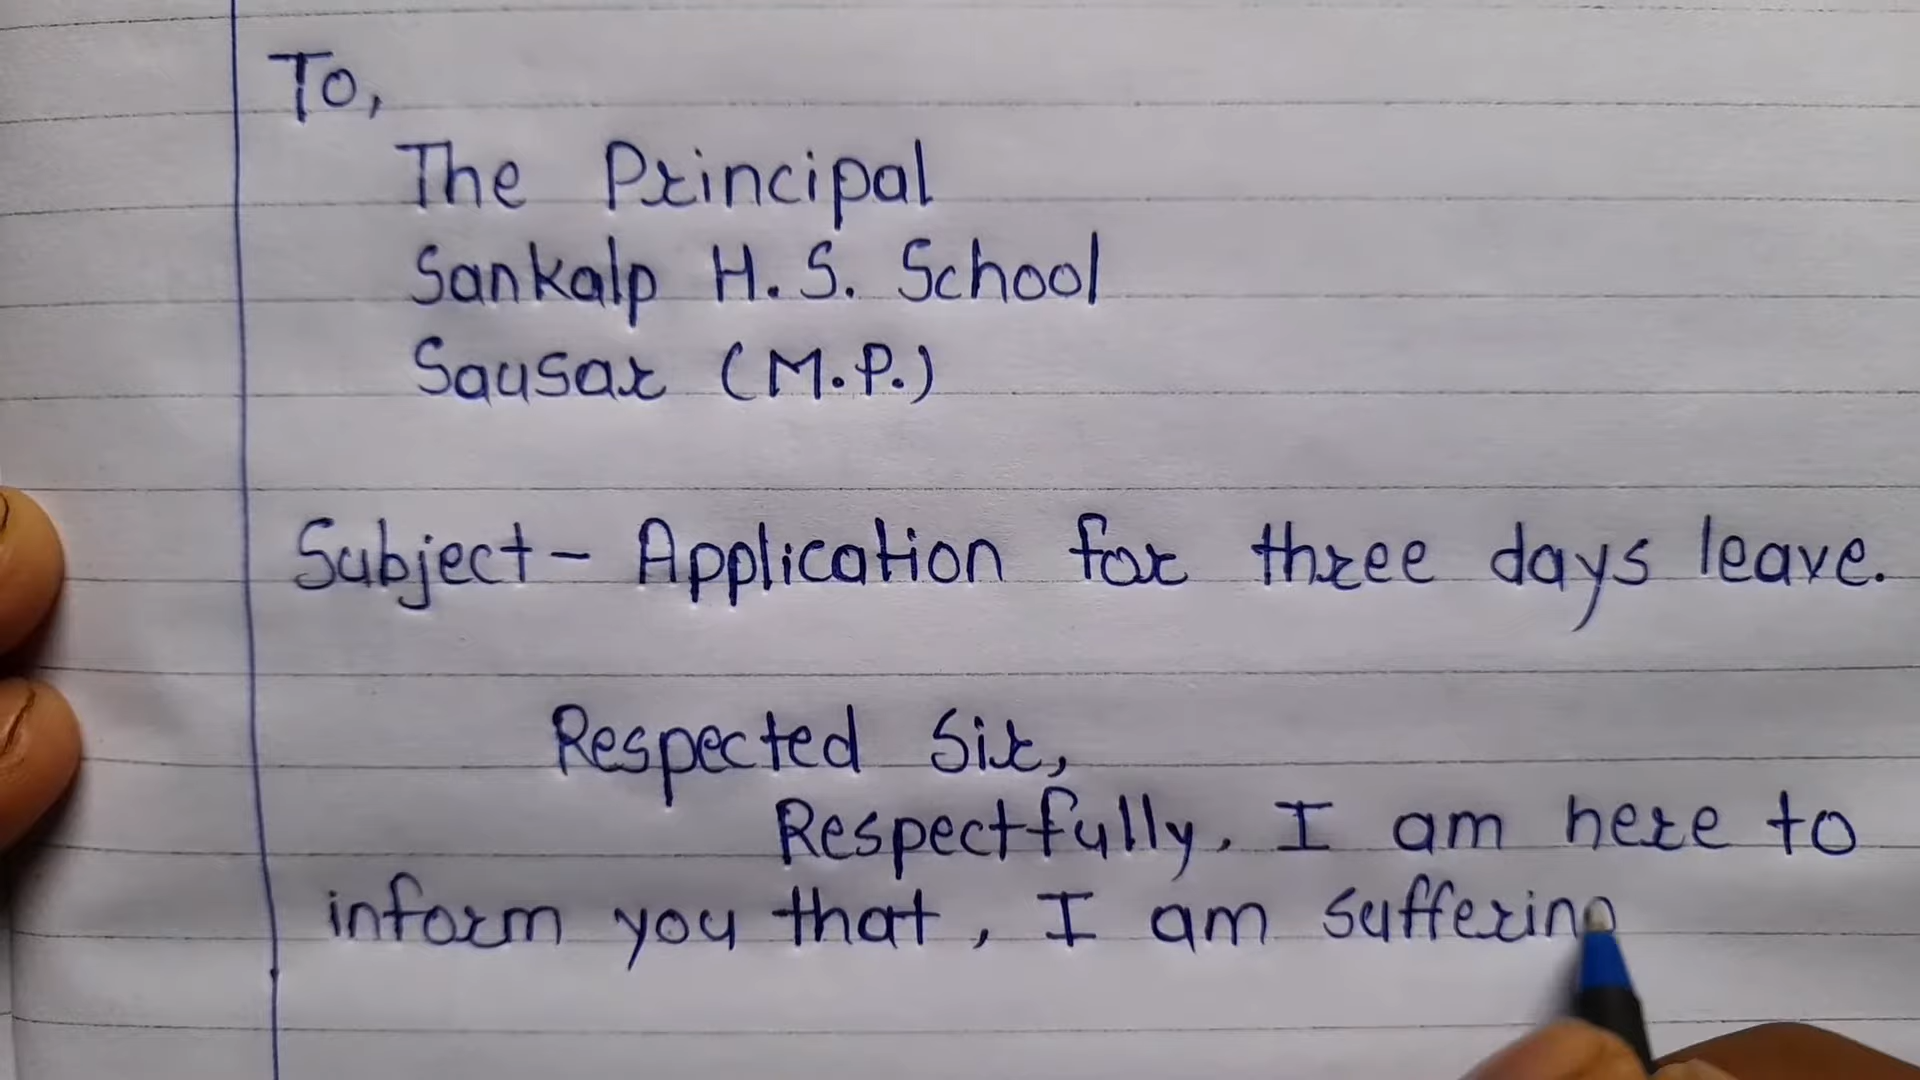 To,
The Principal
Sankalp H.S. School
Sausar (M.P.)
Subject- Application for three days leave.
Respected Sir,
Respectfully, I am here to
inform you that, I am suffering